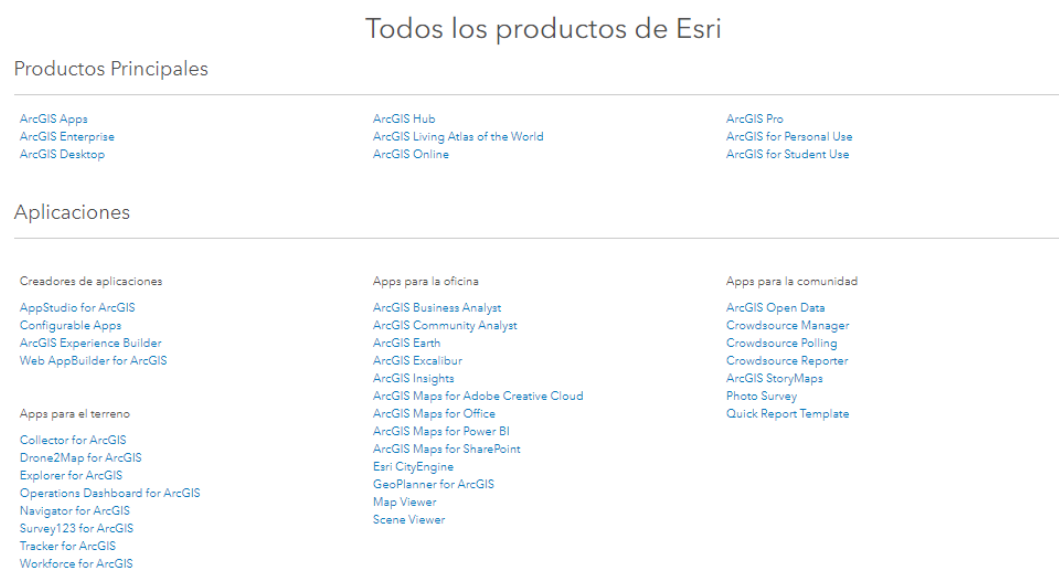 Todos los productos de Esri
Productos Principales
ArcGIS Apps
ArcGIS Enterprise
ArcGIS Desktop
ArcGIS Hub
ArcGIS Living Atlas of the World
ArcGIS Online
ArcGIS Pro
ArcGIS for Personal Use
ArcGIS for Student Use
Aplicaciones
Creadores de aplicaciones
AppStudio for ArcGIS
Configurable Apps
ArcGIS Experience Builder
Web AppBuilder for ArcGIS
Apps para el terreno
Collector for ArcGIS
Drone2Map for ArcGIS
Explorer for ArcGIS
Operations Dashboard for ArcGIS
Navigator for ArcGIS
Survey123 for ArcGIS
Tracker for ArcGIS
Workforce for ArcGIS
Apps para la oficina
ArcGIS Business Analyst
ArcGIS Community Analyst
ArcGIS Earth
ArcGIS Excalibur
ArcGIS Insights
ArcGIS Maps for Adobe Creative Cloud
ArcGIS Maps for Office
ArcGIS Maps for Power BI
ArcGIS Maps for SharePoint
Esri CityEngine
GeoPlanner for ArcGIS
Map Viewer
Scene Viewer
Apps para la comunidad
ArcGIS Open Data
Crowdsource Manager
Crowdsource Polling
Crowdsource Reporter
ArcGIS StoryMaps
Photo Survey
Quick Report Template